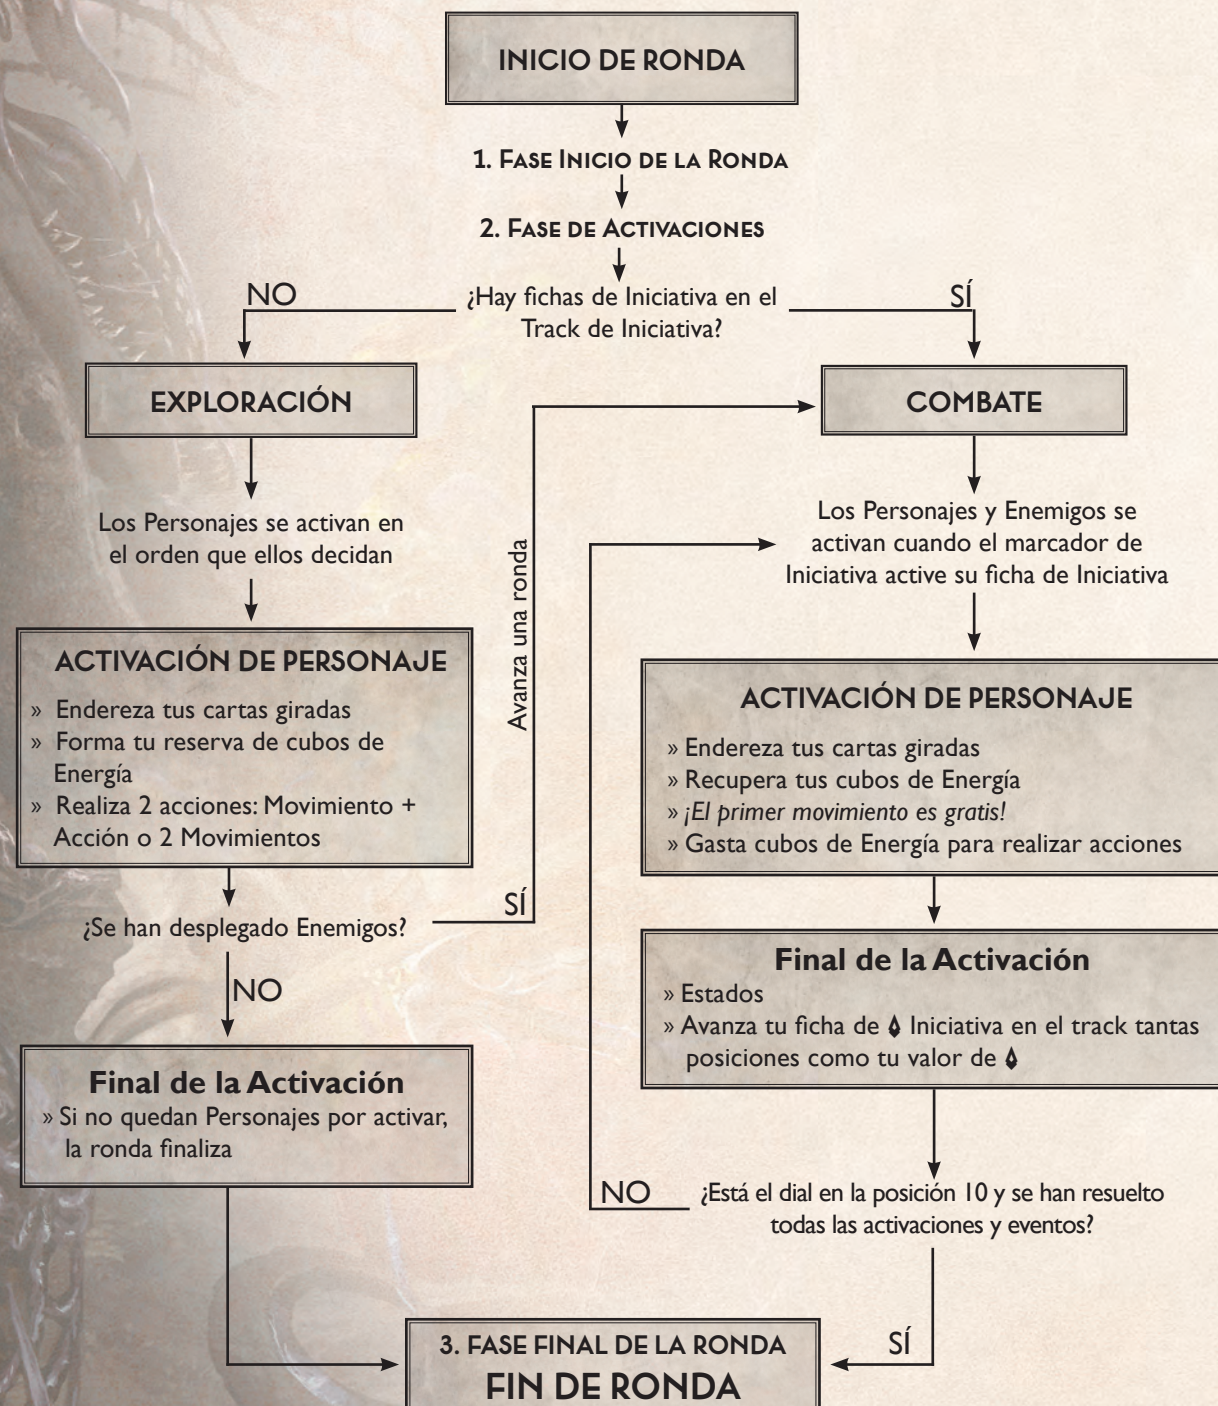 INICIO DE RONDA
1. FASE INICIO DE LA RONDA
2. FASE DE ACTIVACIONES
¿Hay fichas de Iniciativa en el
Track de Iniciativa?
NO
SÍ
EXPLORACIÓN
Los Personajes se activan en
el orden que ellos decidan
ACTIVACIÓN DE PERSONAJE
» Endereza tus cartas giradas
» Forma tu reserva de cubos de
Energía
» Realiza 2 acciones: Movimiento +
Acción o 2 Movimientos
¿Se han desplegado Enemigos?
SÍ
Avanza una ronda
NO
Final de la Activación
» Si no quedan Personajes por activar,
la ronda finaliza
COMBATE
Los Personajes y Enemigos se
activan cuando el marcador de
Iniciativa active su ficha de Iniciativa
ACTIVACIÓN DE PERSONAJE
» Endereza tus cartas giradas
» Recupera tus cubos de Energía
» ¡El primer movimiento es gratis!
» Gasta cubos de Energía para realizar acciones
Final de la Activación
» Estados
» Avanza tu ficha de Iniciativa en el track tantas
posiciones como tu valor de
¿Está el dial en la posición 10 y se han resuelto
todas las activaciones y eventos?
NO
SÍ
3. FASE FINAL DE LA RONDA
FIN DE RONDA